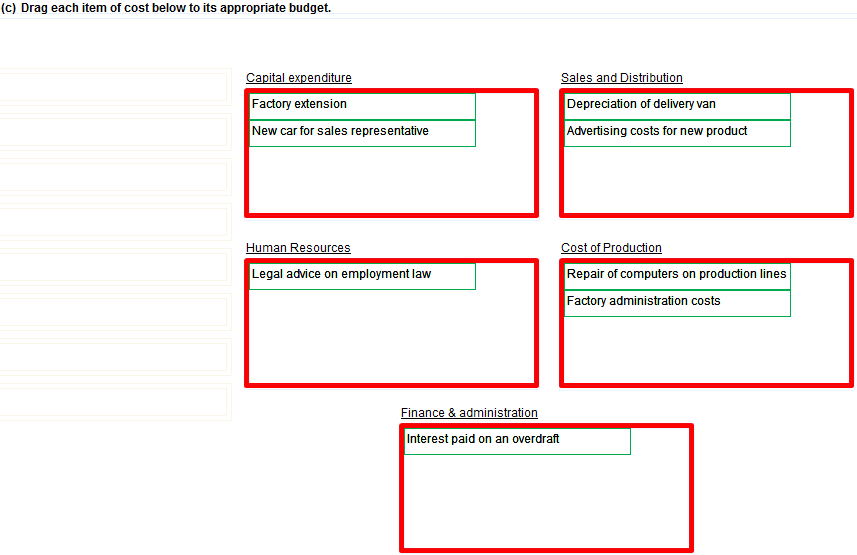 (c) Drag each item of cost below to its appropriate budget.
Capital expenditure
Factory extension
New car for sales representative
Sales and Distribution
Depreciation of delivery van
Advertising costs for new product
Human Resources
Legal advice on employment law
Cost of Production
Repair of computers on production lines
Factory administration costs
Finance & administration
Interest paid on an overdraft